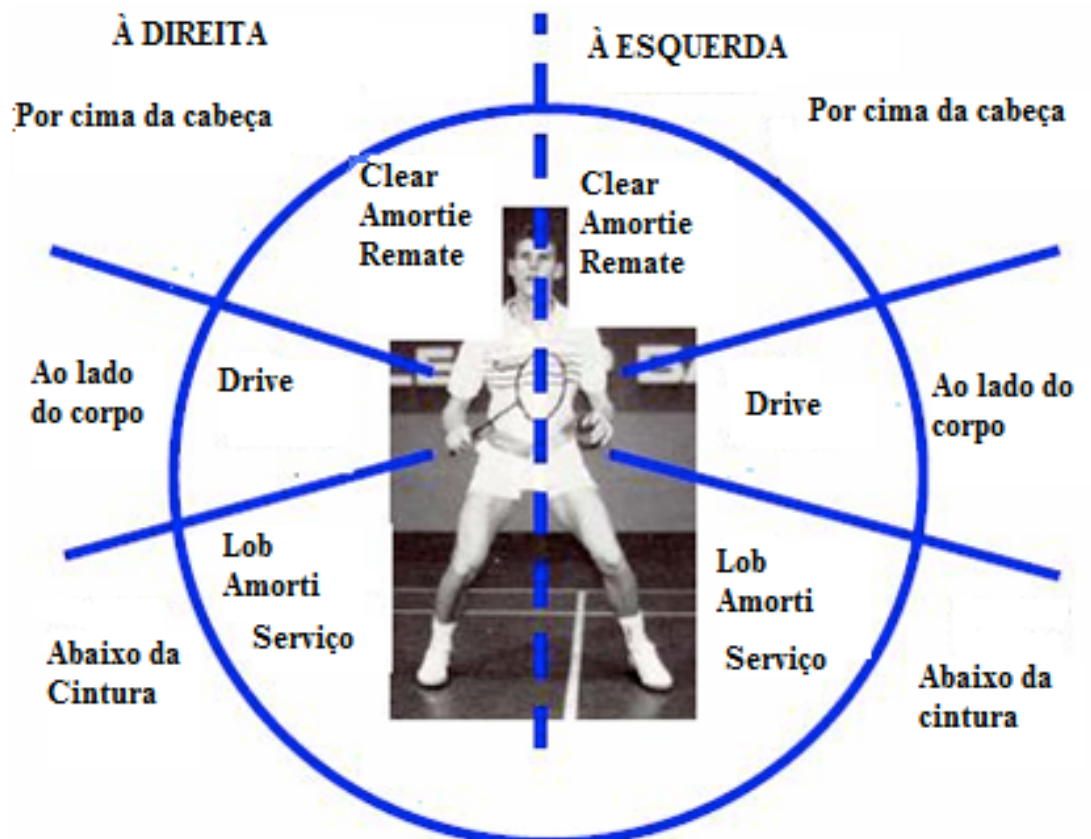 À DIREITA
À ESQUERDA
Por cima da cabeça
Por cima da cabeça
Clear
Amortie
Remate
Clear
Amortie
Remate
Ao lado
do corpo
Drive
Drive
Ao lado do
corpo
Lob
Amorti
Serviço
Lob
Amorti
Serviço
Abaixo da
Cintura
Abaixo da
cintura